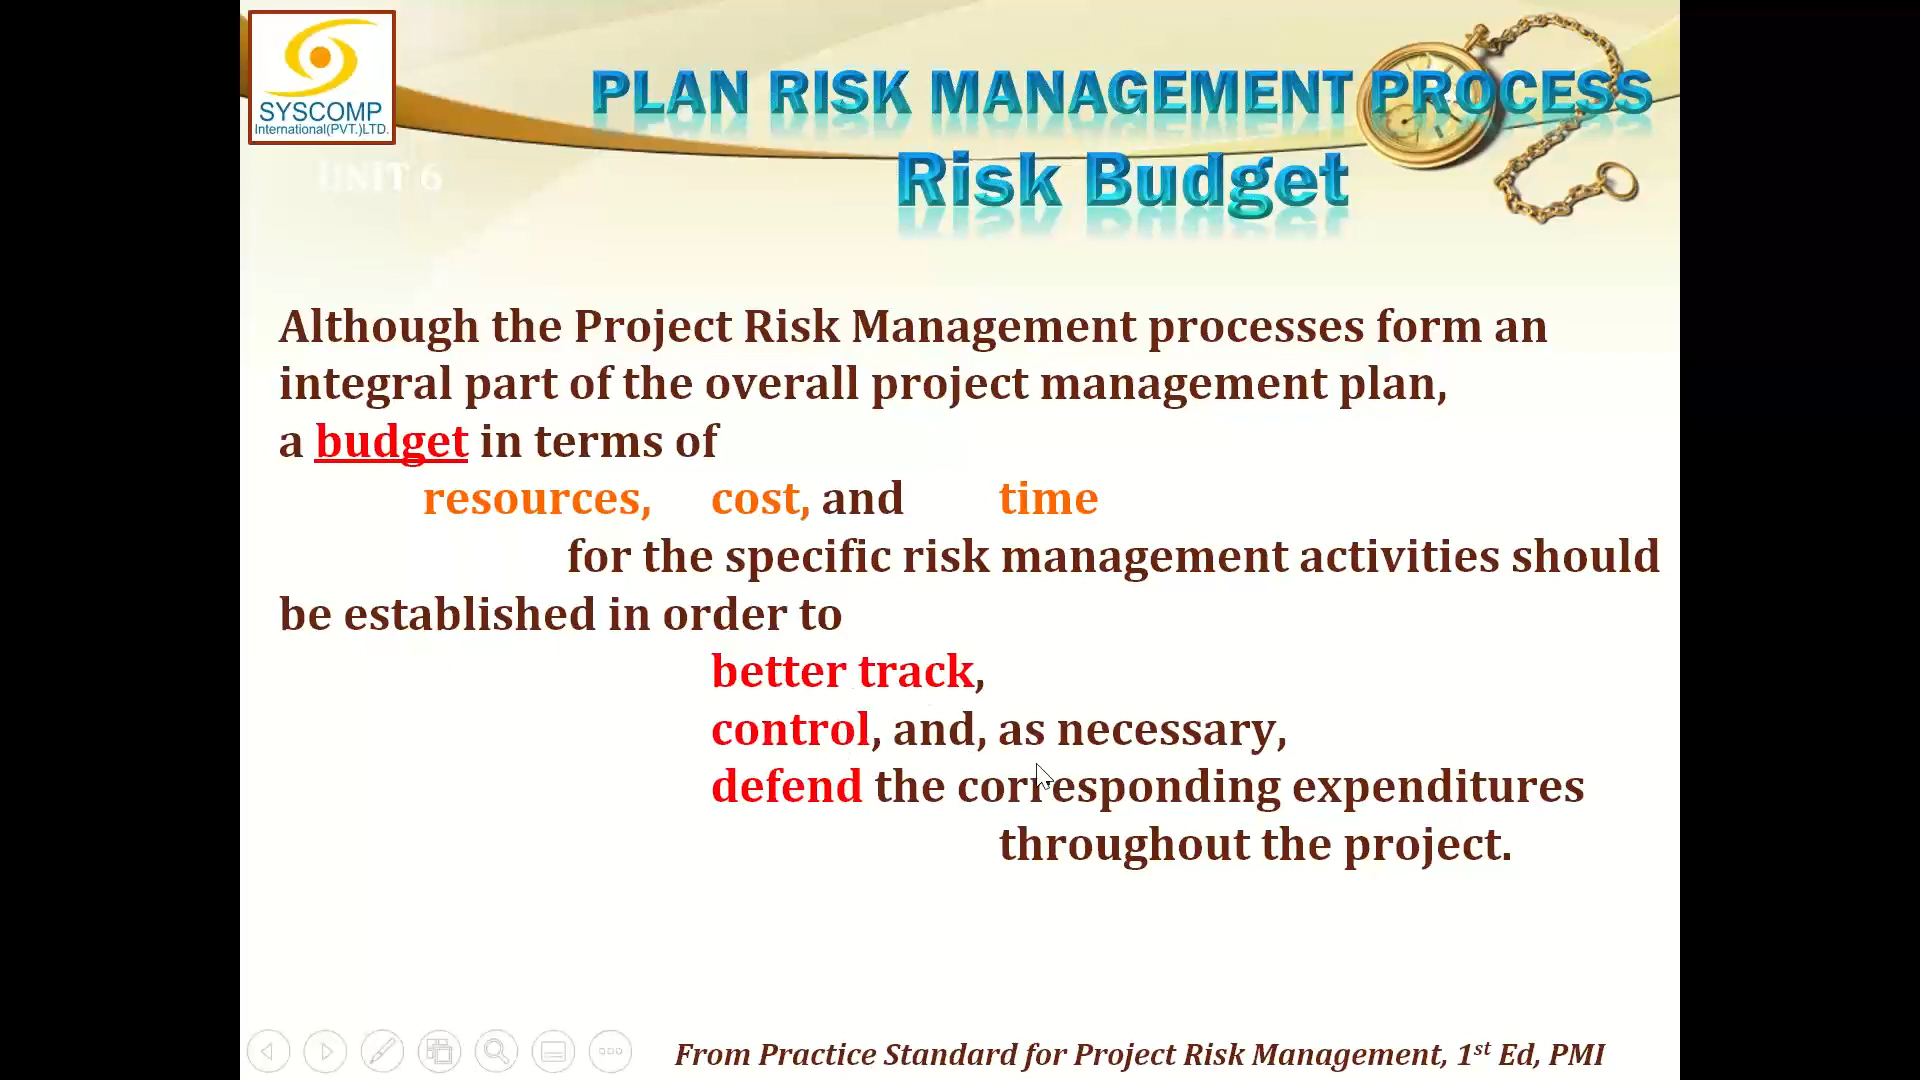 SYSCOMP
International(PVT.)LTD.
UNIT 6
PLAN RISK MANAGEMENT PROCESS
Risk Budget
Although the Project Risk Management processes form an
integral part of the overall project management plan,
a budget in terms of
resources, cost, and time
for the specific risk management activities should
be established in order to
better track,
control, and, as necessary,
defend the corresponding expenditures
throughout the project.
From Practice Standard for Project Risk Management, 1st Ed, PMI